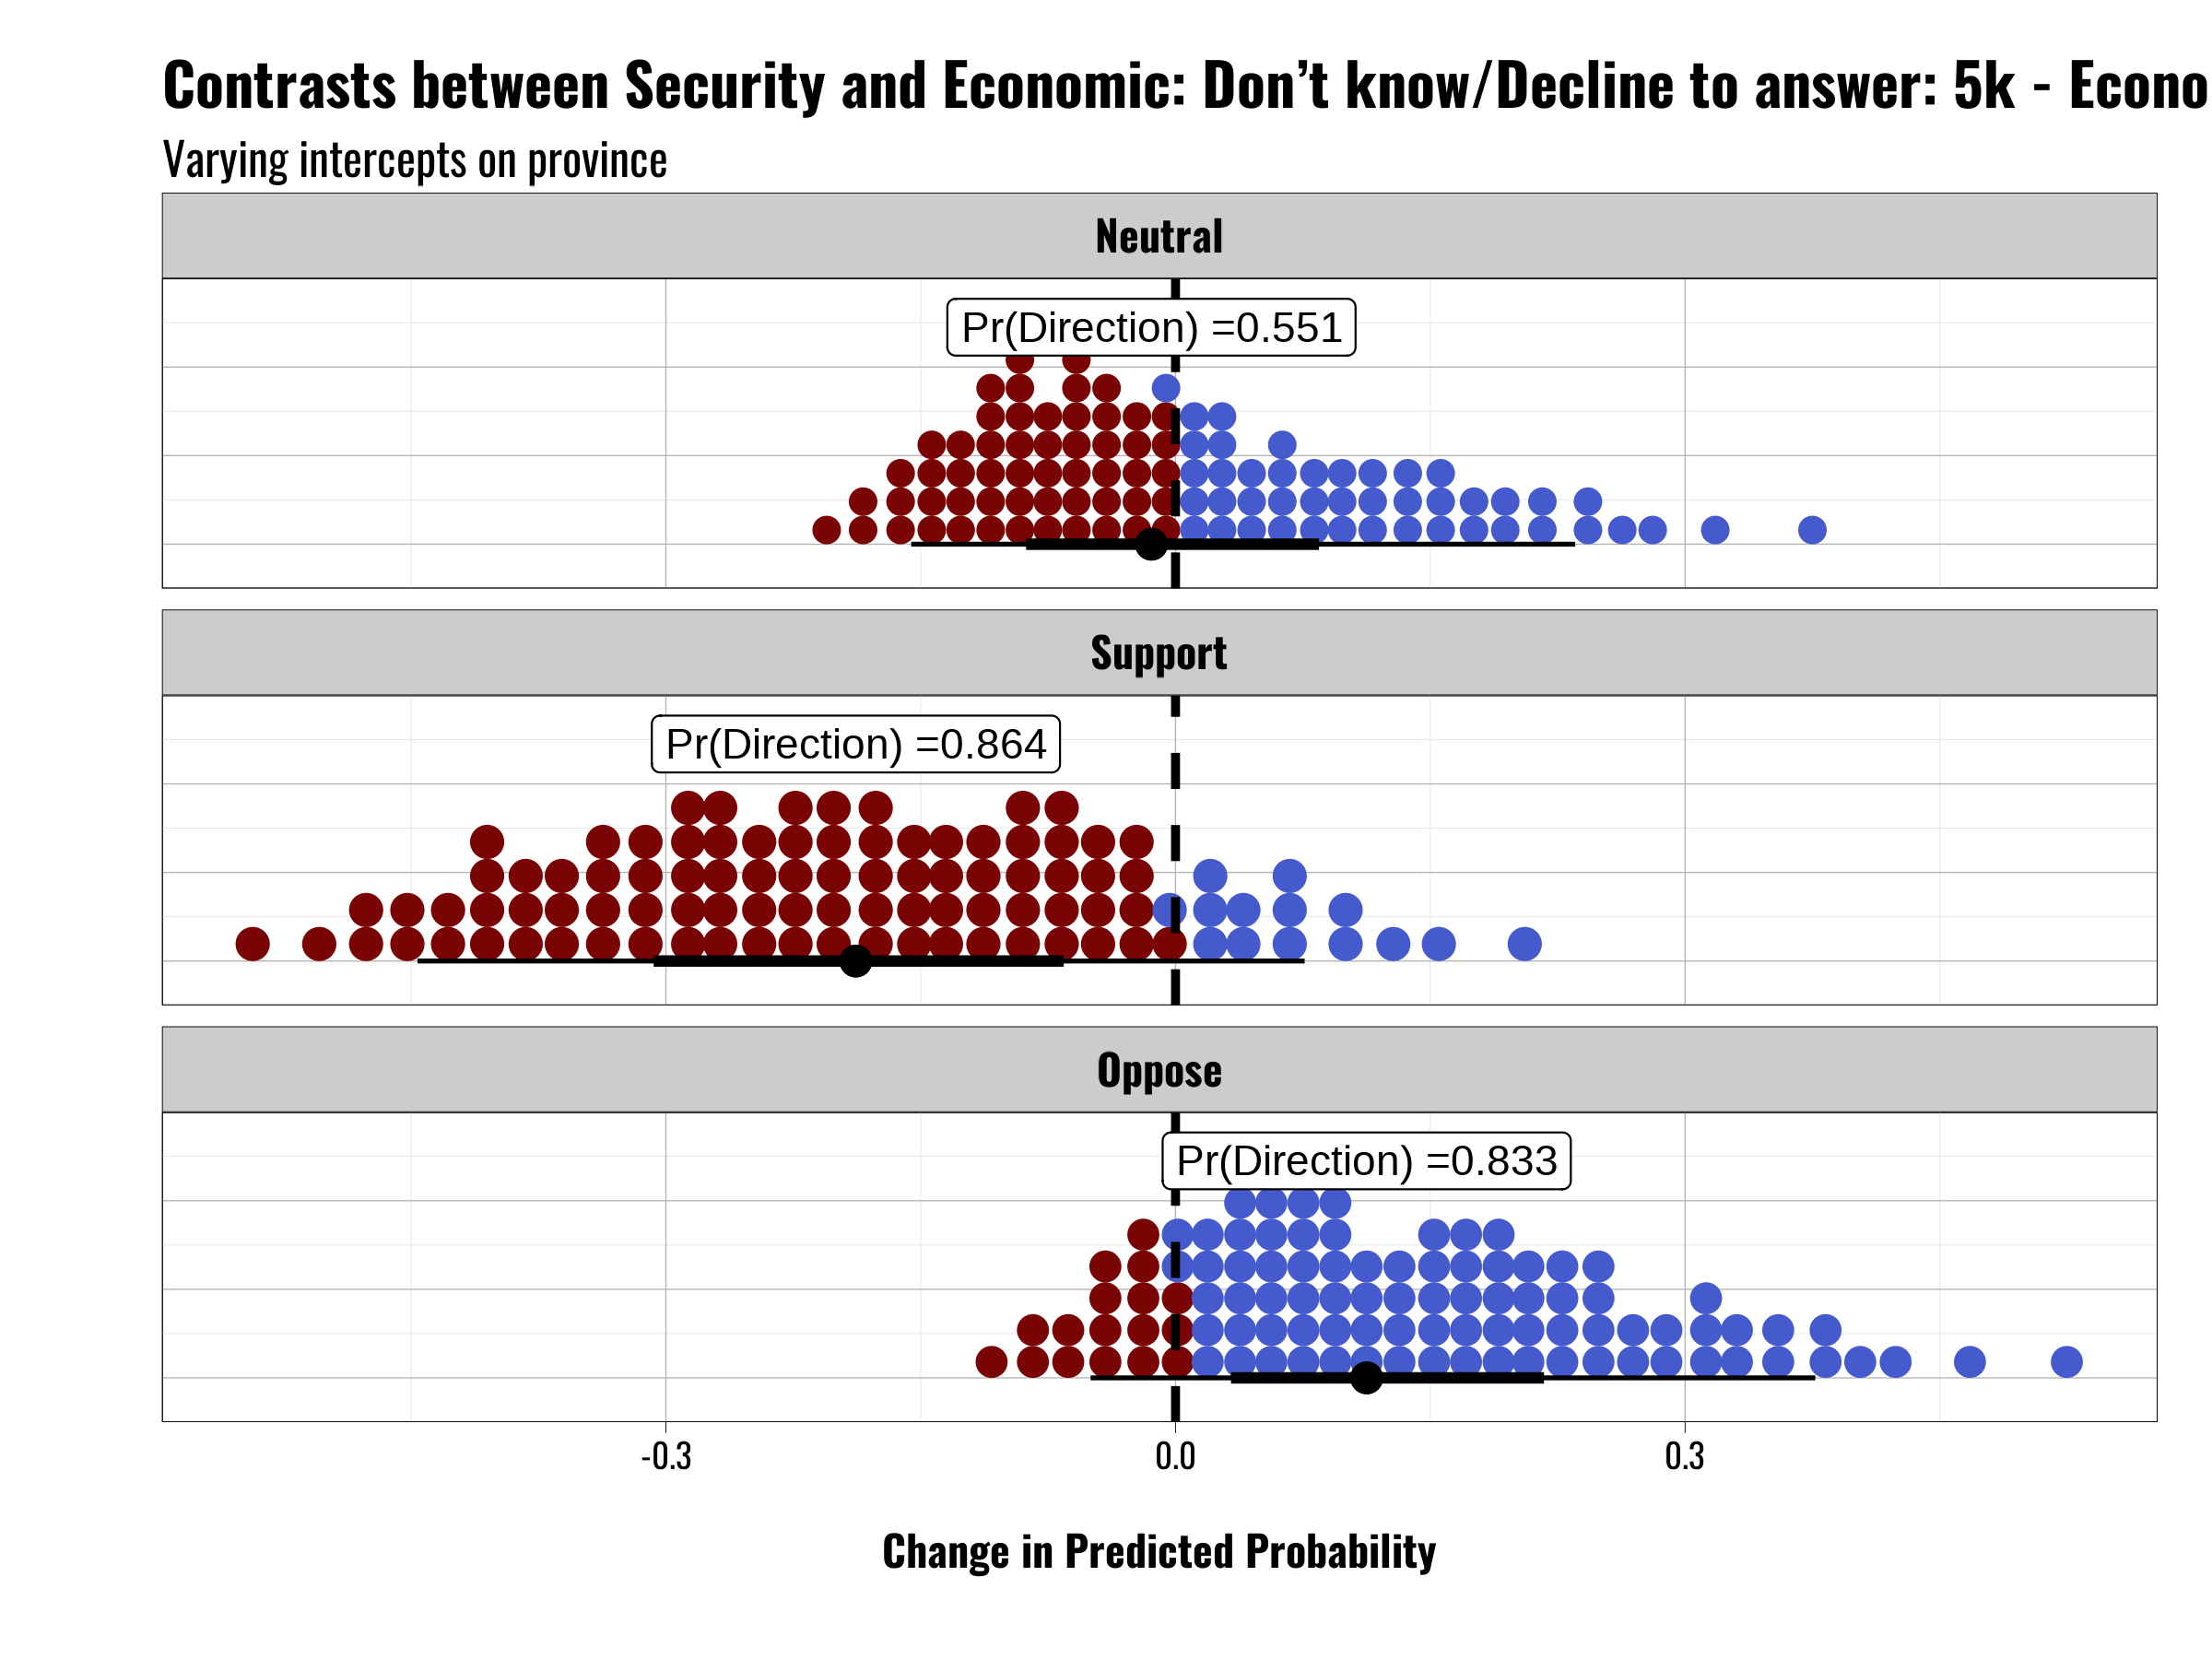 Contrasts between Security and Economic: Don’t know/Decline to answer: 5k - Econo
Varying intercepts on province
Neutral
Pr(Direction) =0.551
Support
Pr(Direction) =0.864
Oppose
Pr(Direction) =0.833
-0.3 0.0 0.3
Change in Predicted Probability